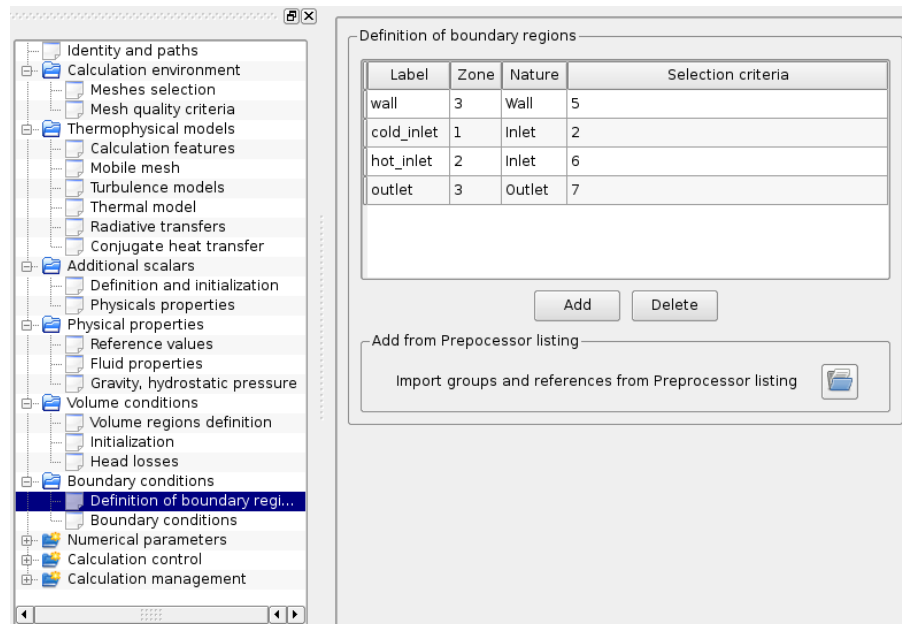 Identity and paths
Calculation environment
Meshes selection
Mesh quality criteria
Thermophysical models
Calculation features
Mobile mesh
Turbulence models
Thermal model
Radiative transfers
Conjugate heat transfer
Additional scalars
Definition and initialization
Physicals properties
Physical properties
Reference values
Fluid properties
Gravity, hydrostatic pressure
Volume conditions
Volume regions definition
Initialization
Head losses
Boundary conditions
Definition of boundary regi...
Boundary conditions
Numerical parameters
Calculation control
Calculation management
Definition of boundary regions
Label Zone Nature Selection criteria
wall 3 Wall 5
cold_inlet 1 Inlet 2
hot_inlet 2 Inlet 6
outlet 3 Outlet 7
Add Delete
Add from Prepocessor listing
Import groups and references from Preprocessor listing